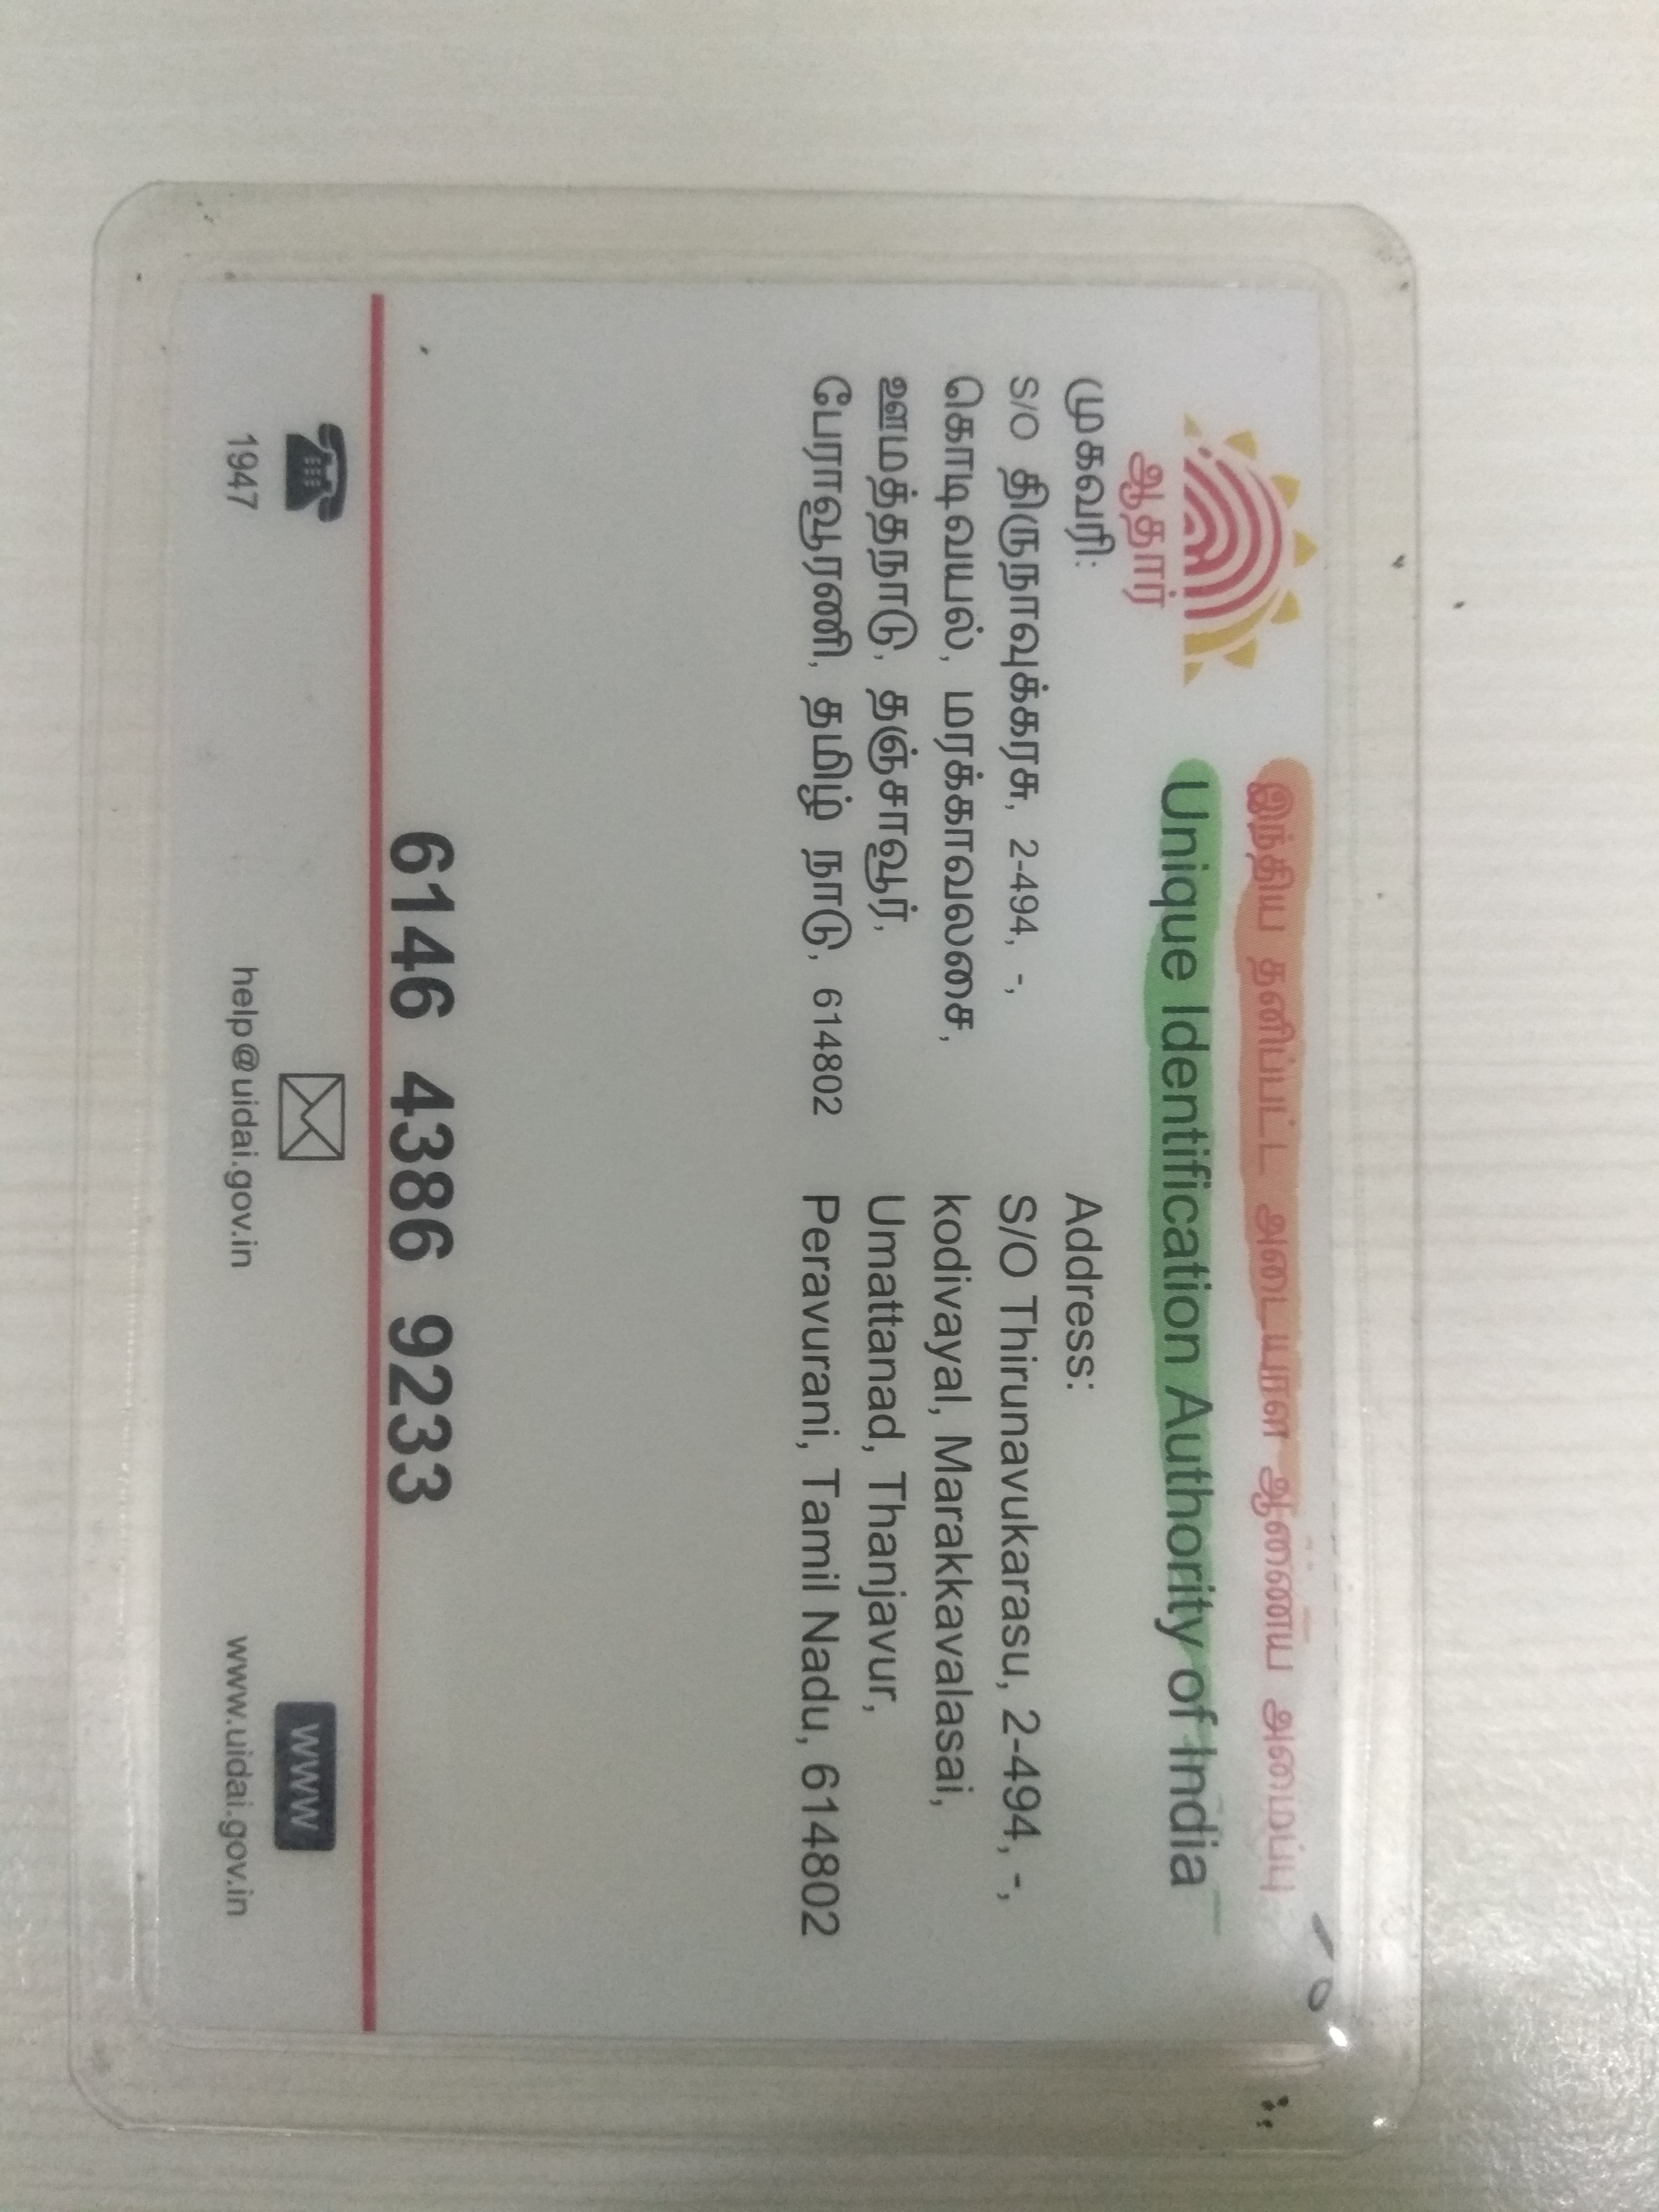 இந்திய தனிப்பட்ட அடையாள ஆணைய அமைப்பு
Unique Identification Authority of India
ஆதார்
முகவரி:
S/O திருநாவுக்கரசு, 2-494, -,
கொடிவயல், மரக்காவலசை,
ஊமத்தநாடு, தஞ்சாவூர்,
பேராவூரணி, தமிழ் நாடு, 614802
Address:
S/O Thirunavukarasu, 2-494, -,
kodivayal, Marakkavalasai,
Umattanad, Thanjavur,
Peravurani, Tamil Nadu, 614802
6146 4386 9233
1947
help@uidai.gov.in
WWW
www.uidai.gov.in